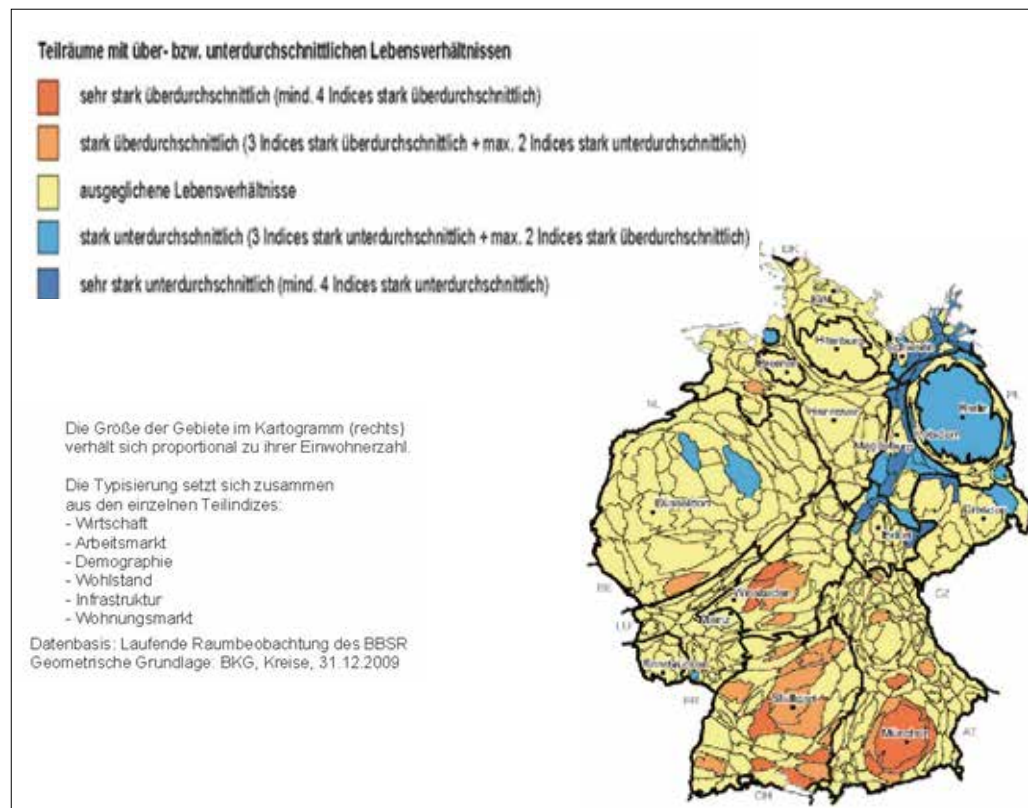 Teilräume mit über- bzw. unterdurchschnittlichen Lebensverhältnissen
sehr stark überdurchschnittlich (mind. 4 Indices stark überdurchschnittlich)
stark überdurchschnittlich (3 Indices stark überdurchschnittlich + max. 2 Indices stark unterdurchschnittlich)
ausgeglichene Lebensverhältnisse
stark unterdurchschnittlich (3 Indices stark unterdurchschnittlich + max. 2 Indices stark überdurchschnittlich)
sehr stark unterdurchschnittlich (mind. 4 Indices stark unterdurchschnittlich)
DK
Kiel
Hamburg
Schwerin
Bremen
NL
PL
Hannover
Berlin
Potsdam
Magdeburg
Die Größe der Gebiete im Kartogramm (rechts)
verhält sich proportional zu ihrer Einwohnerzahl.
Die Typisierung setzt sich zusammen
aus den einzelnen Teilindizes:
- Wirtschaft
- Arbeitsmarkt
- Demographie
- Wohlstand
- Infrastruktur
- Wohnungsmarkt
Datenbasis: Laufende Raumbeobachtung des BBSR
Geometrische Grundlage: BKG, Kreise, 31.12.2009
Düsseldorf
Dresden
Erfurt
BE
CZ
Wiesbaden
LU
Mainz
Saarbrücken
FR
Stuttgart
München
AT
CH